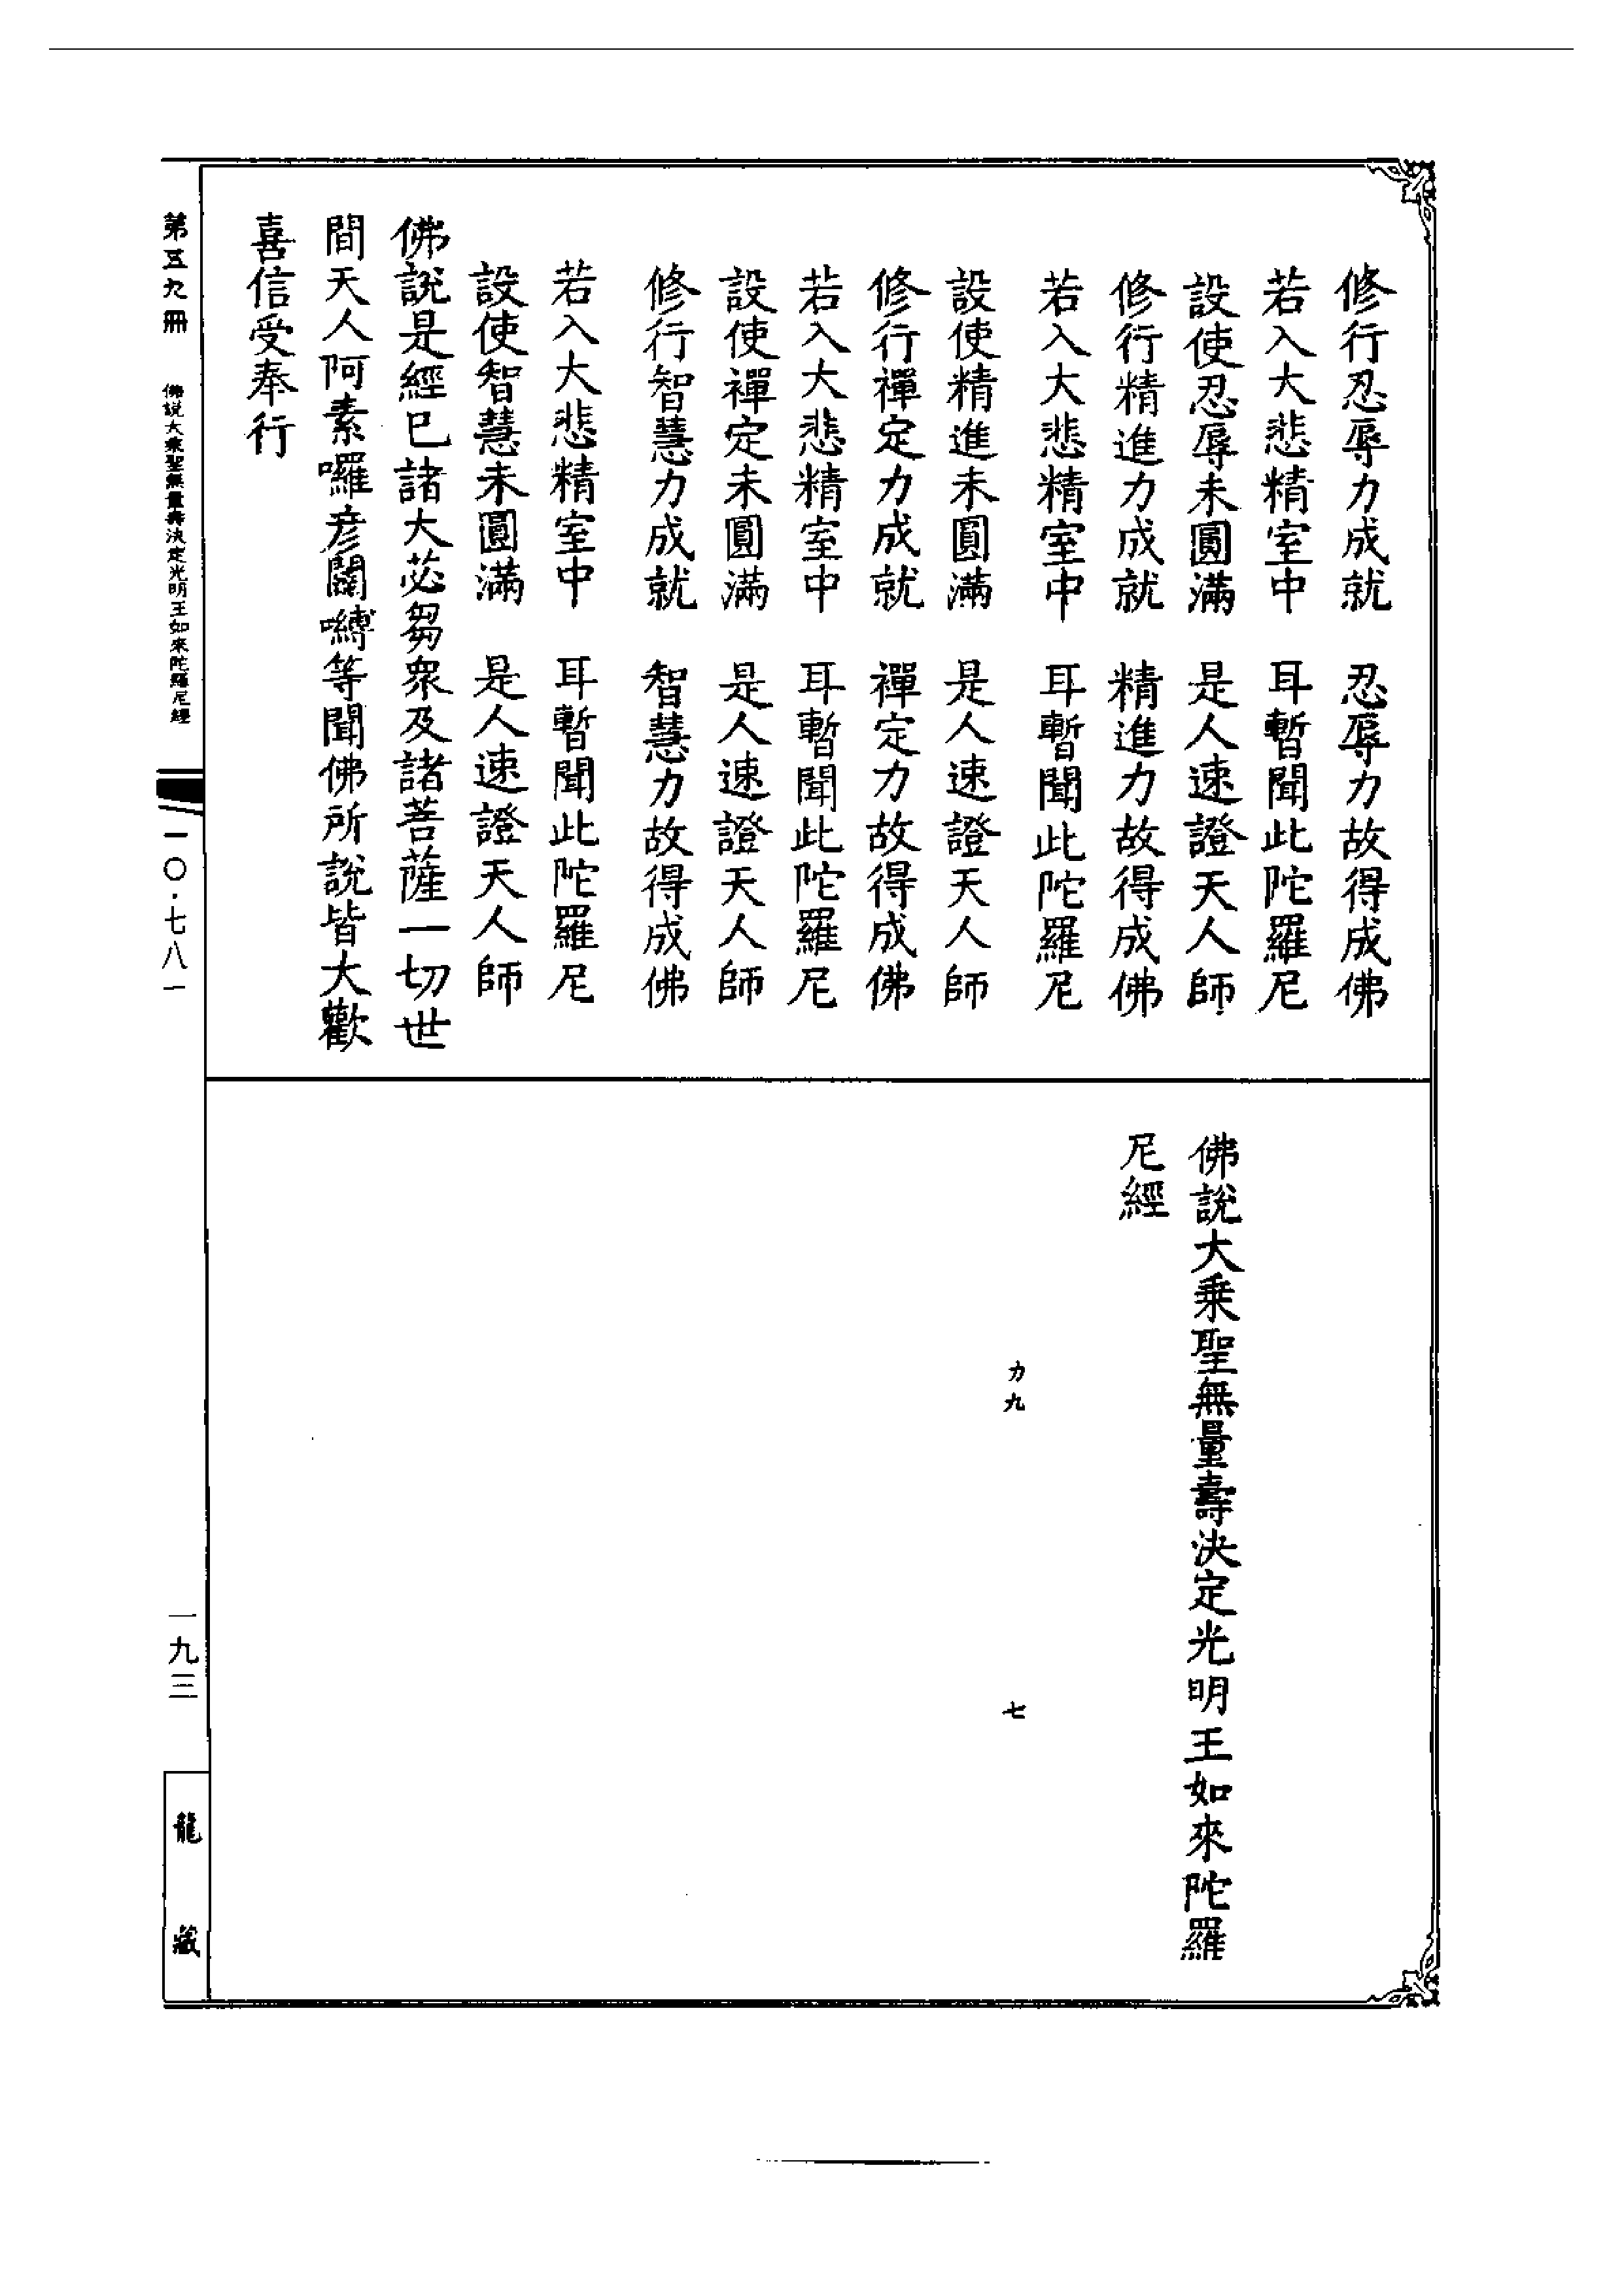 修行忍辱力成就　忍辱力故得成佛
若入大悲精室中　耳暫聞此陀羅尼
設使忍辱未圓滿　是人速證天人師
修行精進力成就　精進力故得成佛
若入大悲精室中　耳暫聞此陀羅尼
設使精進未圓滿　是人速證天人師
修行禪定力成就　禪定力故得成佛
若入大悲精室中　耳暫聞此陀羅尼
設使禪定未圓滿　是人速證天人師
修行智慧力成就　智慧力故得成佛
若入大悲精室中　耳暫聞此陀羅尼
設使智慧未圓滿　是人速證天人師
佛說是經已諸大苾芻衆及諸菩薩一切世
間天人阿素囉彥闥嚩等聞佛所說皆大歡
喜信受奉行
佛說大乘聖無量壽決定光明王如來陀羅
尼經
力九　七
第五九冊　佛說大乘聖無量壽決定光明王如來陀羅尼經
一〇·七八一
一九三
龍藏